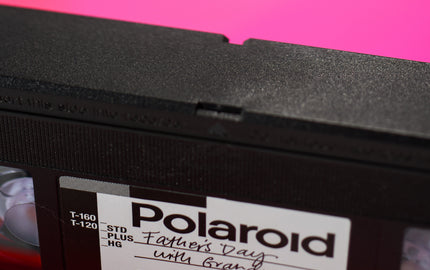 T-160
T-120
STD
PLUS
HG
Polaroid
Father's Day
with